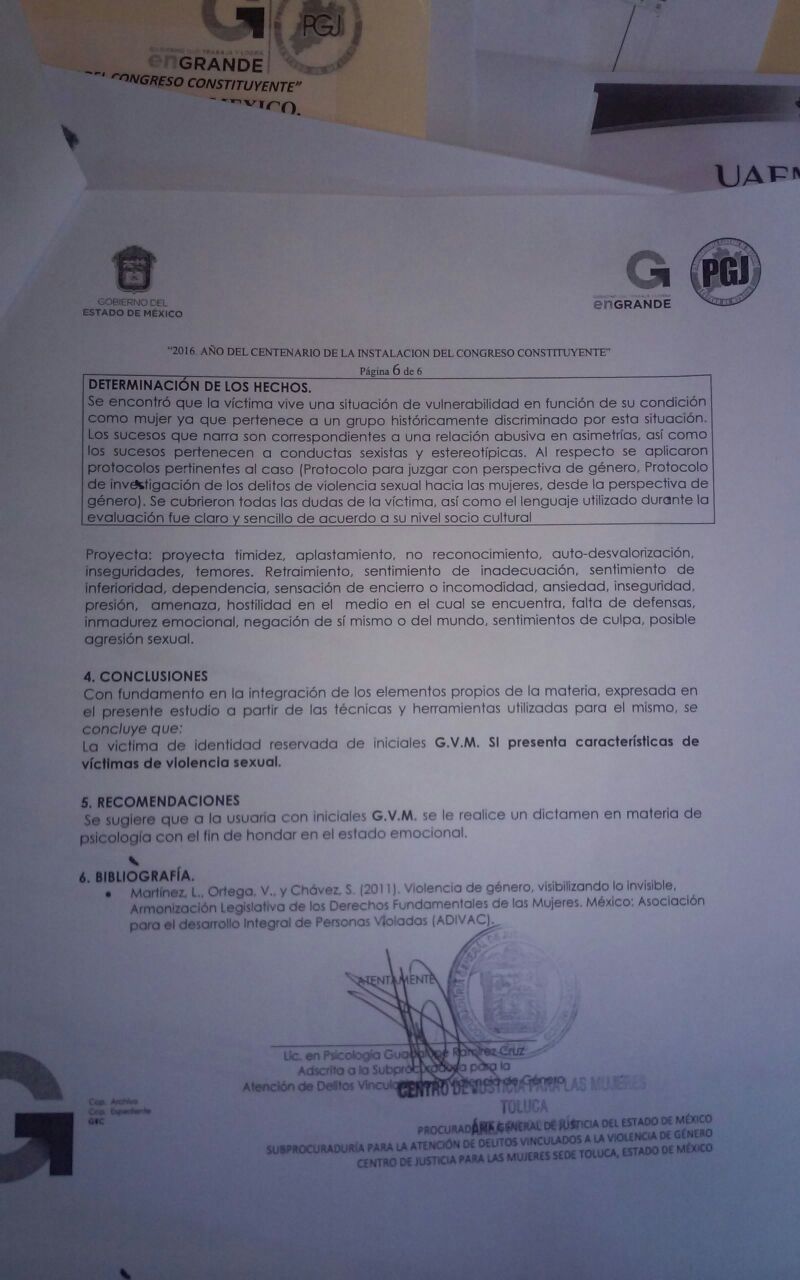 PGJ
enGRANDE
CONGRESO CONSTITUYENTE"
UAEM
GOBIERNO DEL
ESTADO DE MÉXICO
enGRANDE
PGJ
"2016. AÑO DEL CENTENARIO DE LA INSTALACION DEL CONGRESO CONSTITUYENTE"
Página 6 de 6
DETERMINACIÓN DE LOS HECHOS.
Se encontró que la víctima vive una situación de vulnerabilidad en función de su condición
como mujer ya que pertenece a un grupo históricamente discriminado por esta situación.
Los sucesos que narra son correspondientes a una relación abusiva en asimetrías, así como
los sucesos pertenecen a conductas sexistas y estereotípicas. Al respecto se aplicaron
protocolos pertinentes al caso (Protocolo para juzgar con perspectiva de género, Protocolo
de investigación de los delitos de violencia sexual hacia las mujeres, desde la perspectiva de
género). Se cubrieron todas las dudas de la víctima, así como el lenguaje utilizado durante la
evaluación fue claro y sencillo de acuerdo a su nivel socio cultural
Proyecta: proyecta timidez, aplastamiento, no reconocimiento, auto-desvalorización,
inseguridades, temores. Retraimiento, sentimiento de inadecuación, sentimiento de
inferioridad, dependencia, sensación de encierro o incomodidad, ansiedad, inseguridad,
presión, amenaza, hostilidad en el medio en el cual se encuentra, falta de defensas,
inmadurez emocional, negación de sí mismo o del mundo, sentimientos de culpa, posible
agresión sexual.
4. CONCLUSIONES
Con fundamento en la integración de los elementos propios de la materia, expresada en
el presente estudio a partir de las técnicas y herramientas utilizadas para el mismo, se
concluye que:
La victima de identidad reservada de iniciales G.V.M. SI presenta características de
víctimas de violencia sexual.
5. RECOMENDACIONES
Se sugiere que a la usuaria con iniciales G.V.M. se le realice un dictamen en materia de
psicología con el fin de hondar en el estado emocional.
6. BIBLIOGRAFÍA.
• Martínez, L., Ortega, V., y Chávez, S. (2011). Violencia de género, visibilizando lo invisible,
Armonización Legislativa de los Derechos Fundamentales de las Mujeres. México: Asociación
para el desarrollo Integral de Personas Violadas (ADIVAC).
ATENTAMENTE
Lic. en Psicología Guadalupe Ramírez Cruz
Adscrita a la Subprocuraduría para la
Atención de Delitos Vinculados a la Violencia de Género
CENTRO DE JUSTICIA PARA LAS MUJERES
TOLUCA
Ccp. Archivo
Ccp. Expediente
PROCURADURÍA GENERAL DE JUSTICIA DEL ESTADO DE MÉXICO
SUBPROCURADURÍA PARA LA ATENCIÓN DE DELITOS VINCULADOS A LA VIOLENCIA DE GÉNERO
CENTRO DE JUSTICIA PARA LAS MUJERES SEDE TOLUCA, ESTADO DE MÉXICO